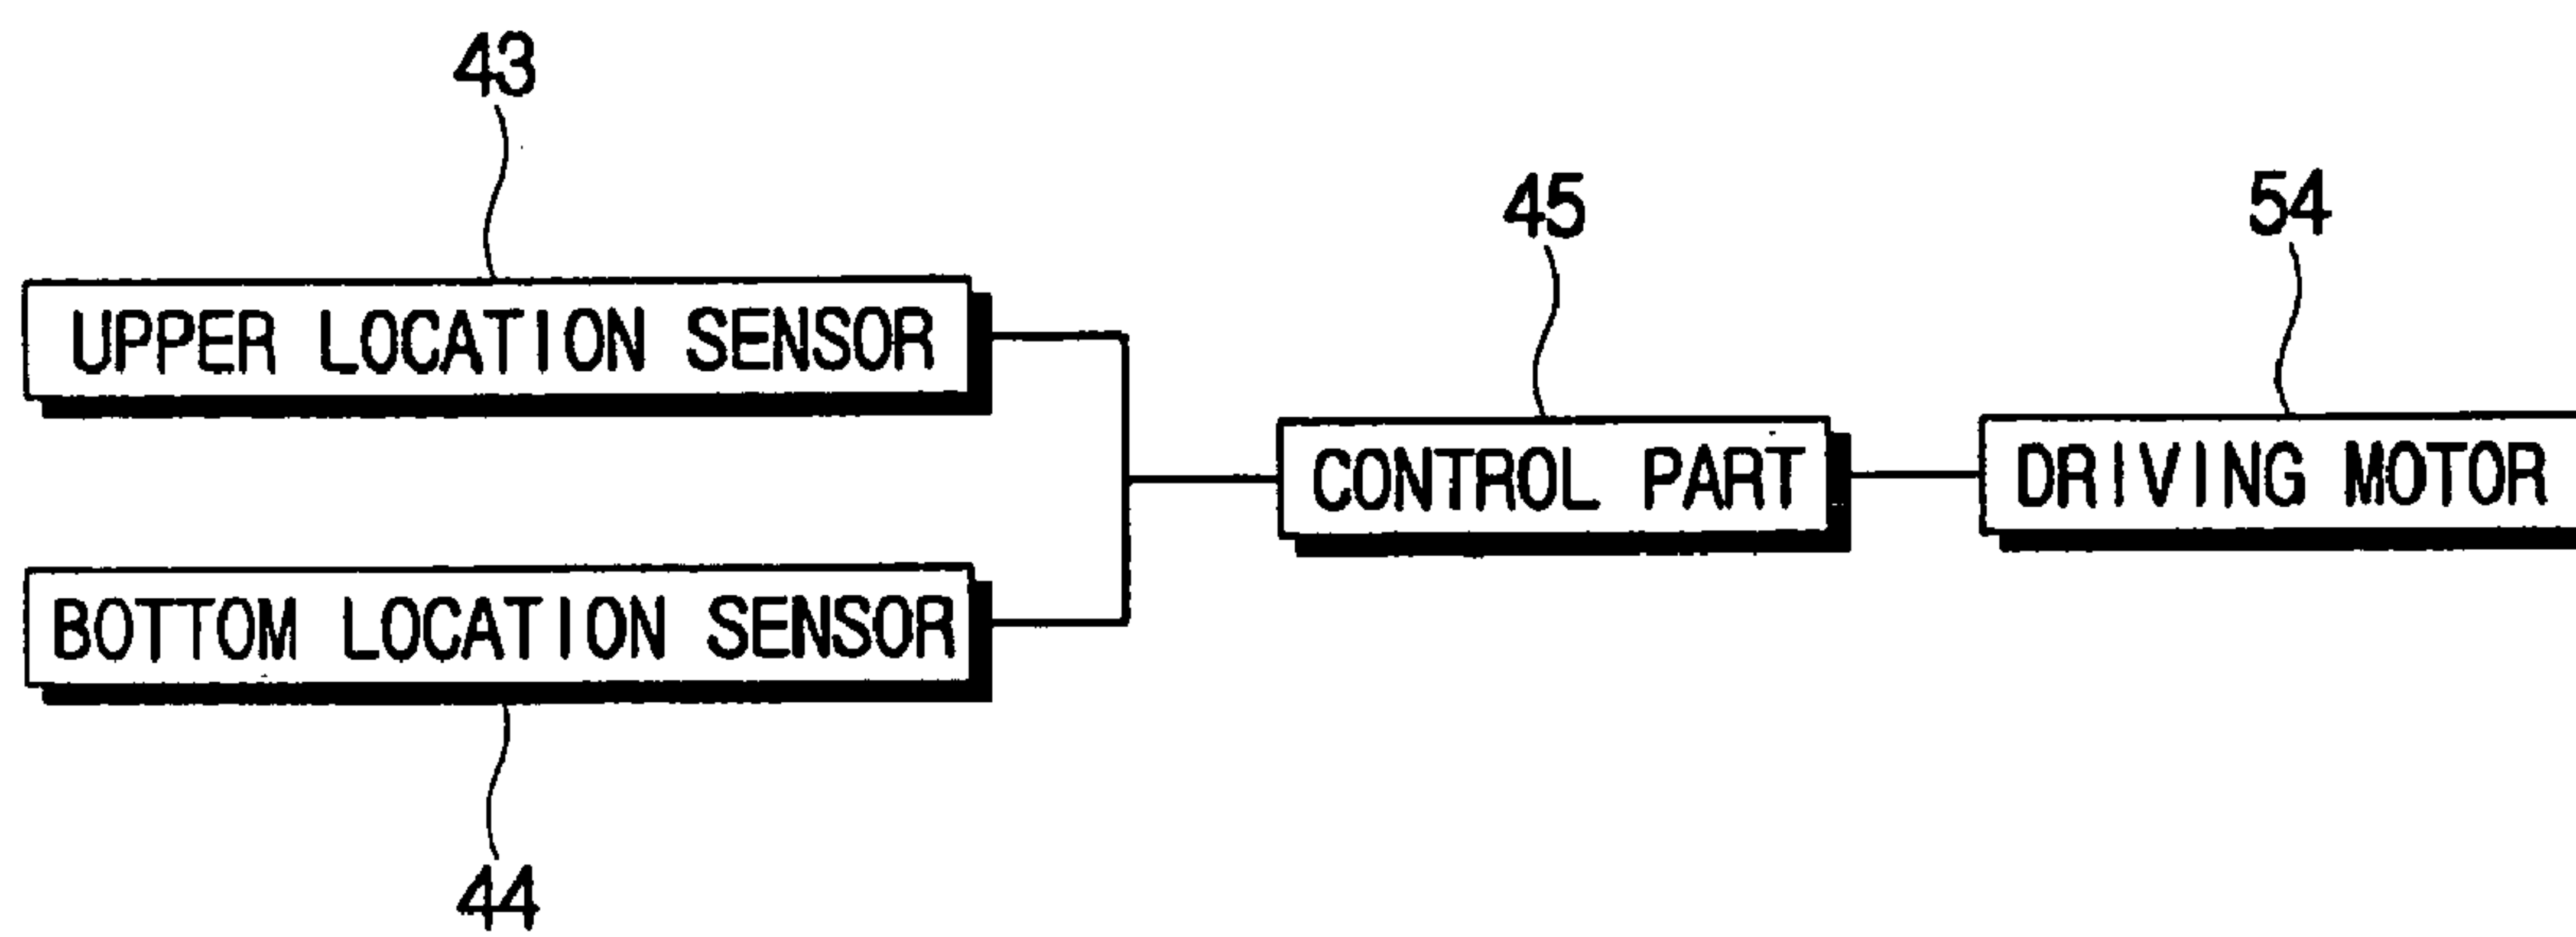 43
45
54
UPPER LOCATION SENSOR
CONTROL PART
DRIVING MOTOR
BOTTOM LOCATION SENSOR
44